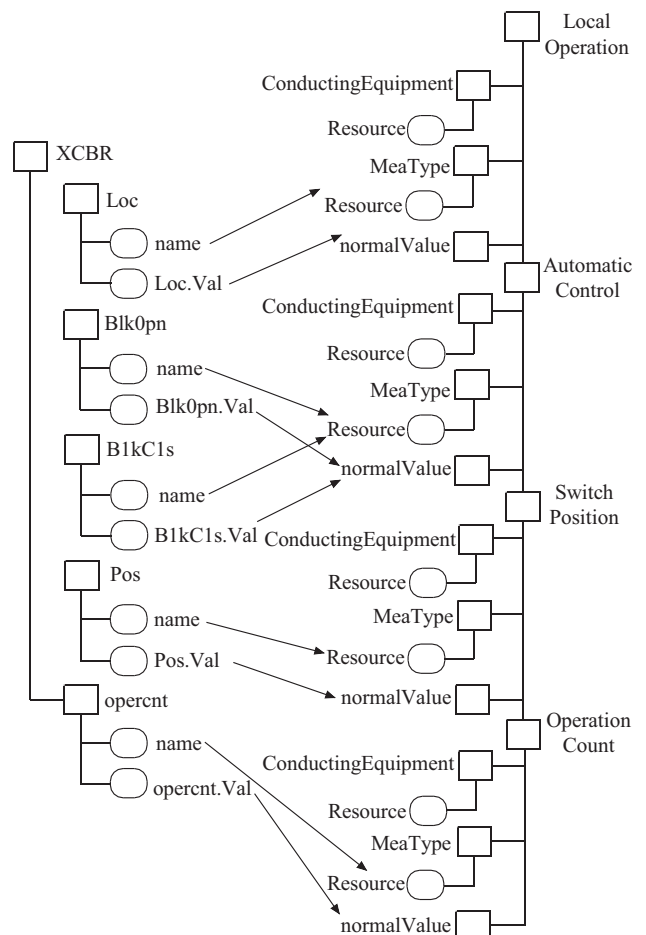 XCBR
Loc
name
Loc.Val
Blk0pn
name
Blk0pn.Val
B1kC1s
name
B1kC1s.Val
Pos
name
Pos.Val
opercnt
name
opercnt.Val
Local
Operation
ConductingEquipment
Resource
MeaType
Resource
normalValue
Automatic
Control
ConductingEquipment
Resource
MeaType
Resource
normalValue
Switch
Position
ConductingEquipment
Resource
MeaType
Resource
normalValue
Operation
Count
ConductingEquipment
Resource
MeaType
Resource
normalValue